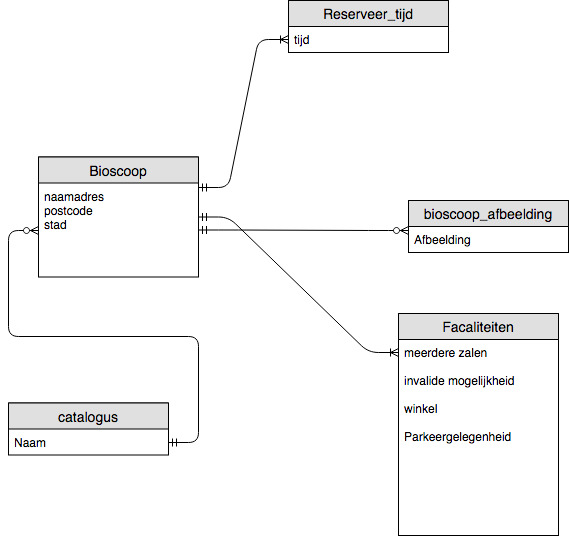 Reserveer_tijd
tijd
Bioscoop
naamadres
postcode
stad
bioscoop_afbeelding
Afbeelding
Facaliteiten
meerdere zalen
invalide mogelijkheid
winkel
Parkeergelegenheid
catalogus
Naam